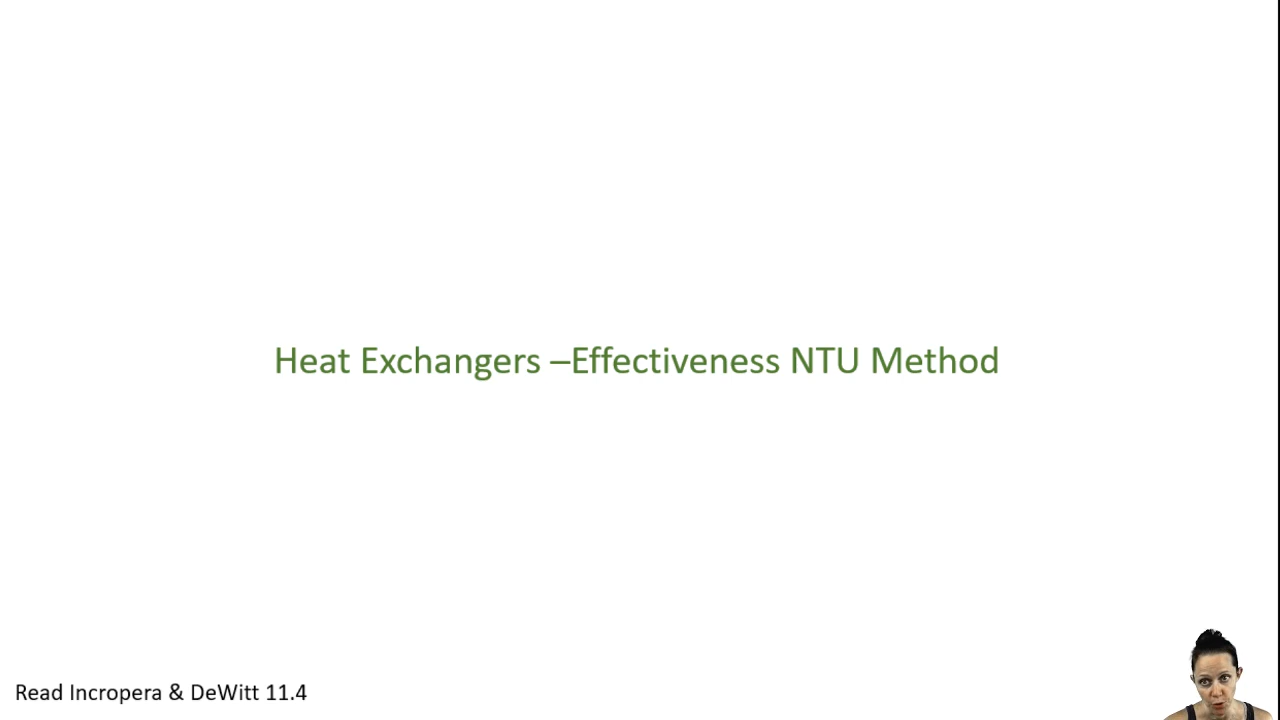 Heat Exchangers –Effectiveness NTU Method
Read Incropera & DeWitt 11.4